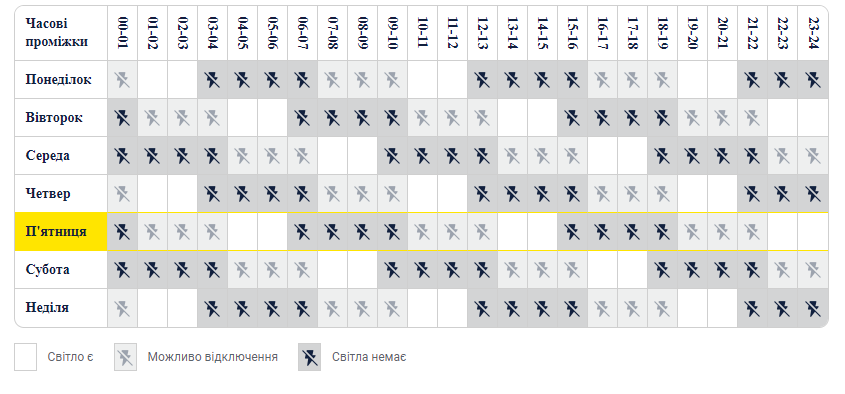 Часові
проміжки
00-01 01-02 02-03 03-04 04-05 05-06 06-07 07-08 08-09 09-10 10-11 11-12 12-13 13-14 14-15 15-16 16-17 17-18 18-19 19-20 20-21 21-22 22-23 23-24
Понеділок
Вівторок
Середа
Четвер
П'ятниця
Субота
Неділя
Світло є Можливо відключення Світла немає